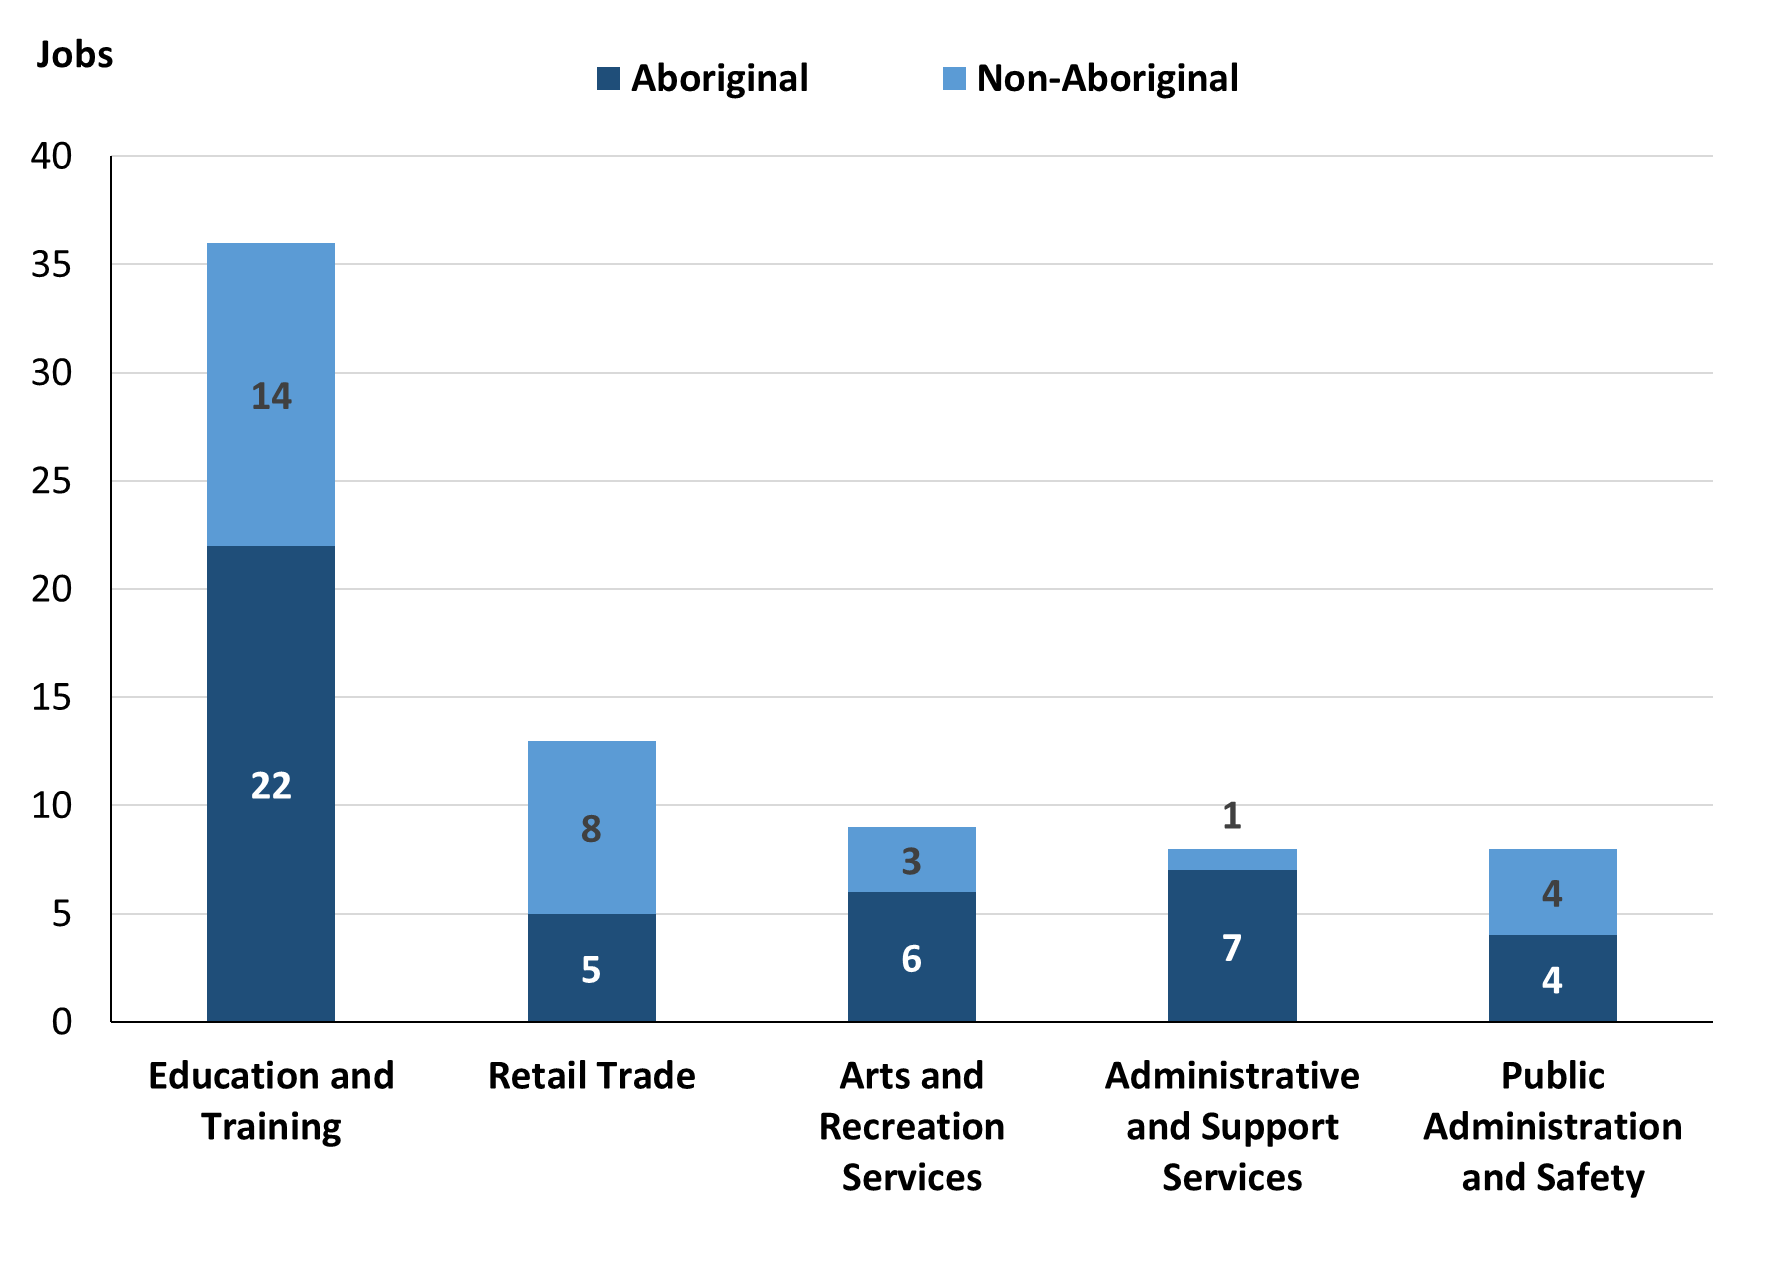 Jobs
Aboriginal Non-Aboriginal
40
35
30
25
20
15
10
5
0
14
22
8
5
3
6
1
7
4
4
Education and
Training
Retail Trade
Arts and
Recreation
Services
Administrative
and Support
Services
Public
Administration
and Safety